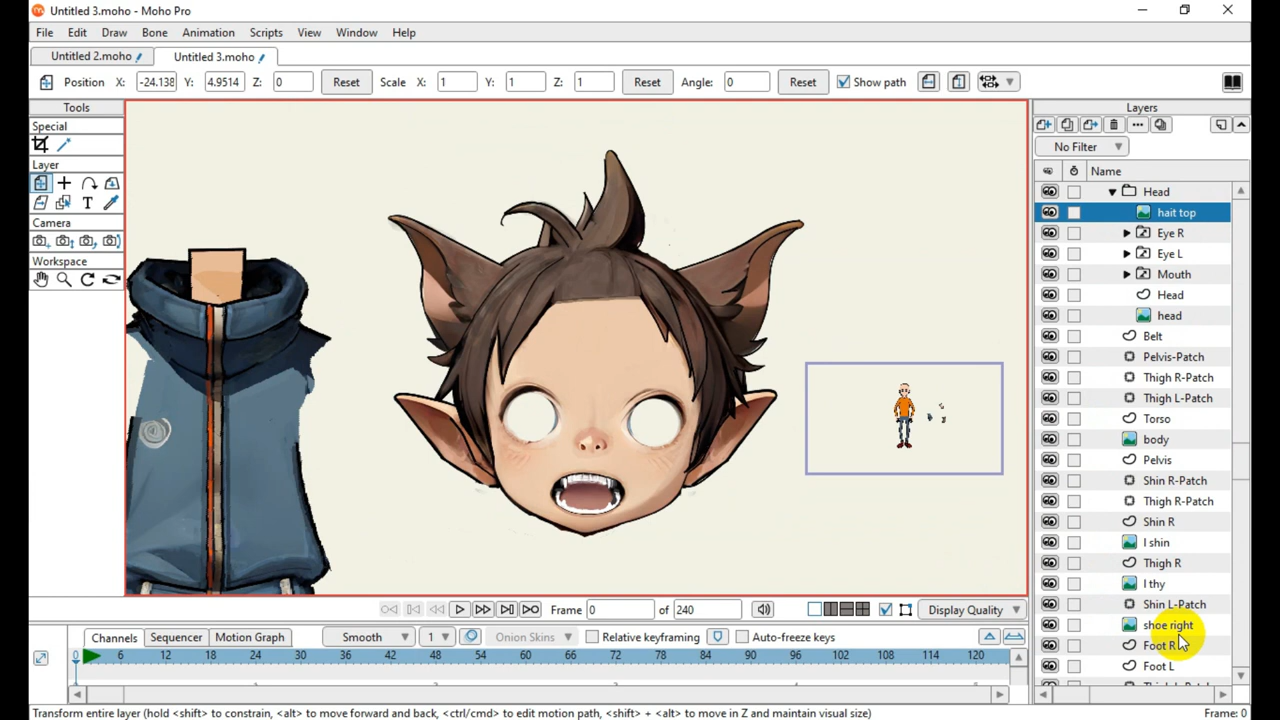 Untitled 3.moho - Moho Pro
File Edit Draw Bone Animation Scripts View Window Help
Untitled 2.moho Untitled 3.moho
Position X: -24.138 Y: 4.9514 Z: 0 Reset Scale X: 1 Y: 1 Z: 1 Reset Angle: 0 Reset Show path
Tools
Special
Layer
T
Camera
Workspace
Layers
No Filter
Name
Head
hait top
Eye R
Eye L
Mouth
Head
head
Belt
Pelvis-Patch
Thigh R-Patch
Thigh L-Patch
Torso
body
Pelvis
Shin R-Patch
Thigh R-Patch
Shin R
l shin
Thigh R
l thy
Shin L-Patch
shoe right
Foot R
Foot L
Frame 0 of 240 Display Quality
Channels Sequencer Motion Graph Smooth 1 Onion Skins Relative keyframing Auto-freeze keys
0 6 12 18 24 30 36 42 48 54 60 66 72 78 84 90 96 102 108 114 120
Transform entire layer (hold <shift> to constrain, <alt> to move forward and back, <ctrl/cmd> to edit motion path, <shift> + <alt> to move in Z and maintain visual size) Frame: 0